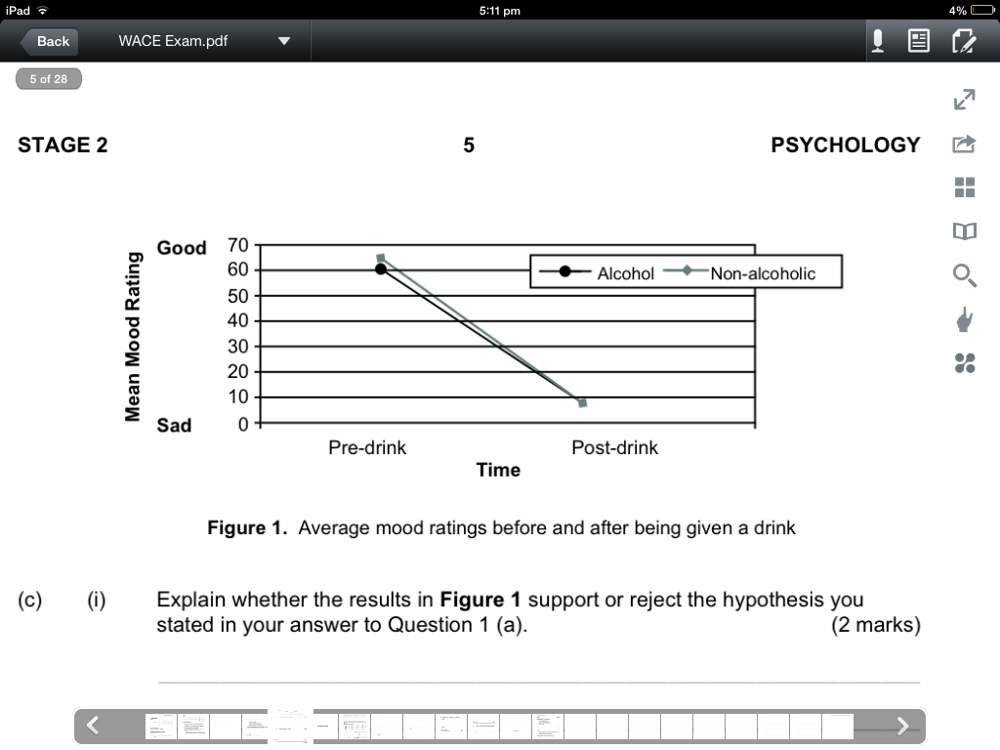 iPad 5:11 pm 4%
Back WACE Exam.pdf
5 of 28
STAGE 2 5 PSYCHOLOGY
Mean Mood Rating
Good 70
60
50
40
30
20
10
Sad 0
Alcohol Non-alcoholic
Pre-drink Post-drink
Time
Figure 1. Average mood ratings before and after being given a drink
(c) (i) Explain whether the results in Figure 1 support or reject the hypothesis you
stated in your answer to Question 1 (a). (2 marks)